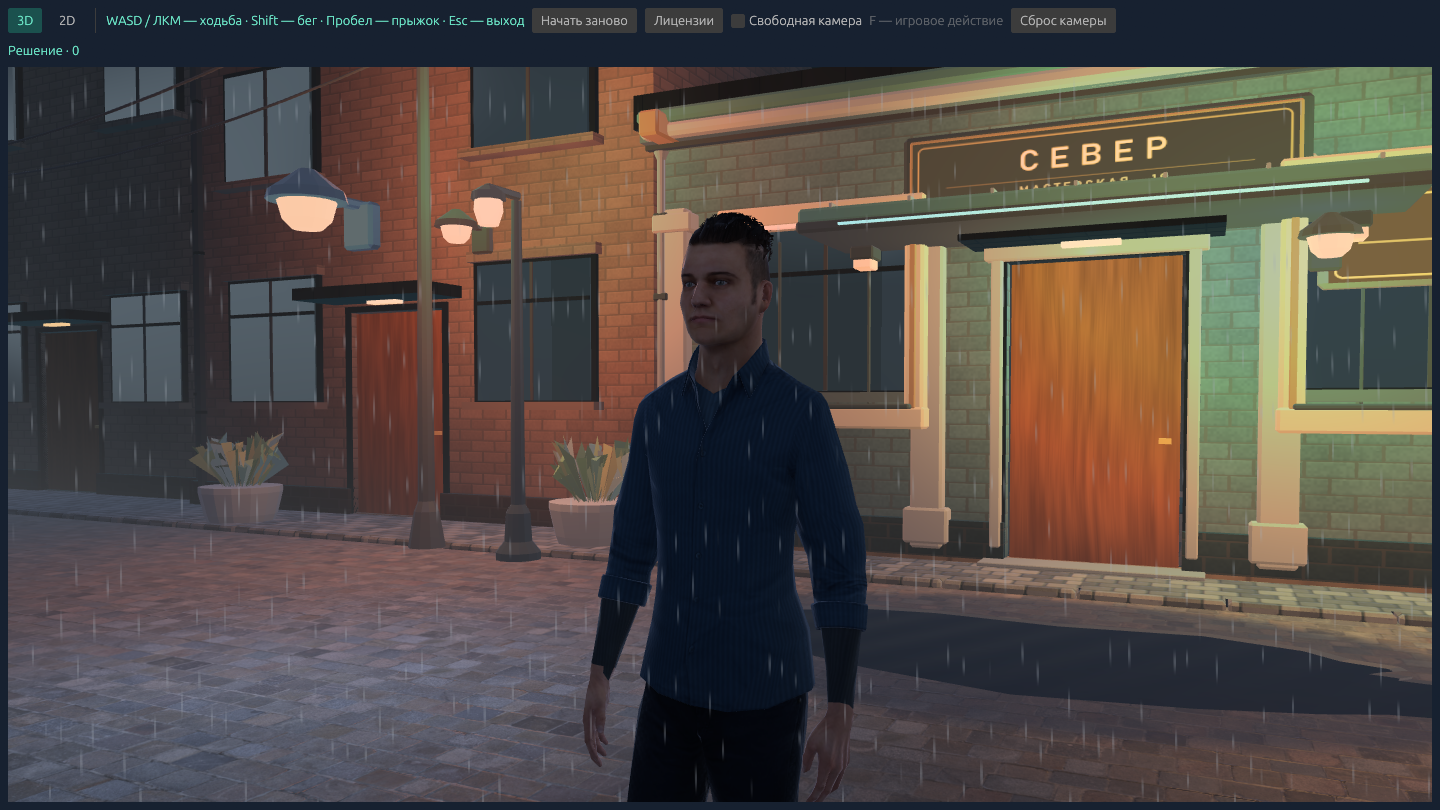 3D 2D WASD / ЛКМ — ходьба · Shift — бег · Пробел — прыжок · Esc — выход Начать заново Лицензии Свободная камера F — игровое действие Сброс камеры
Решение · 0
СЕВЕР
МАСТЕРСКАЯ